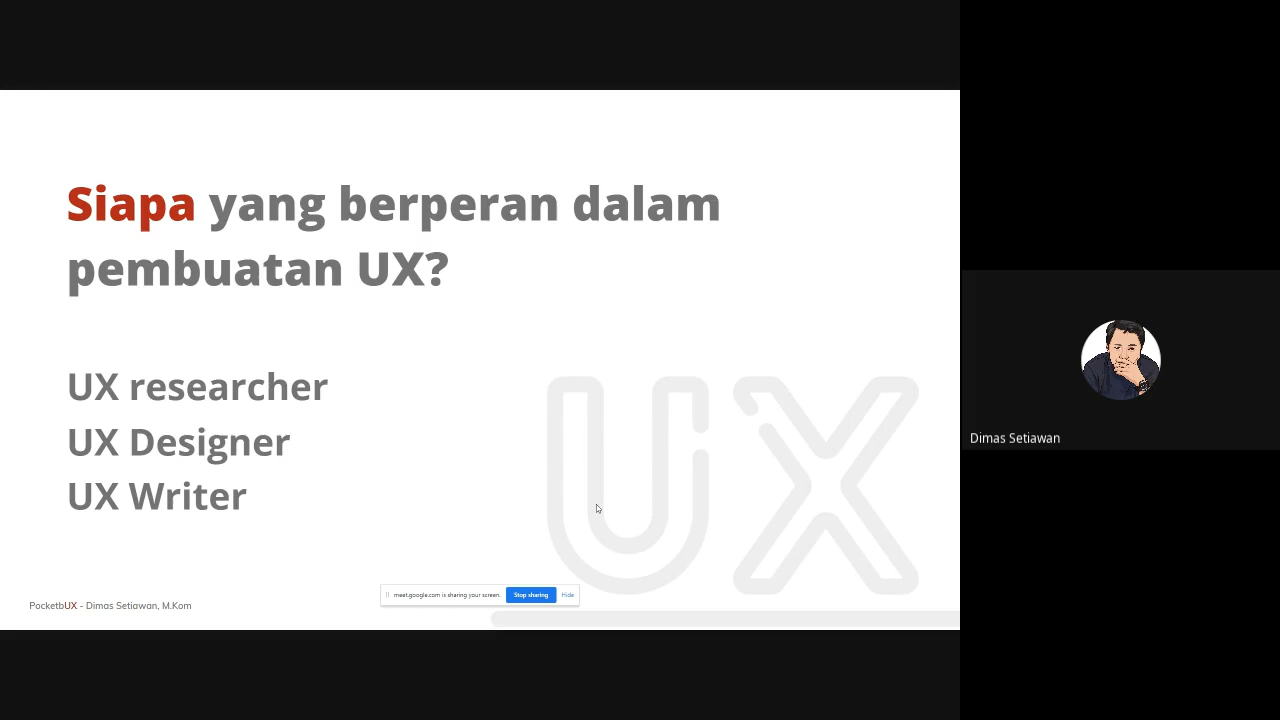 Siapa yang berperan dalam
pembuatan UX?
UX researcher
UX Designer
UX Writer
UX
PocketbUX - Dimas Setiawan, M.Kom
meet.google.com is sharing your screen.
Stop sharing
Hide
Dimas Setiawan